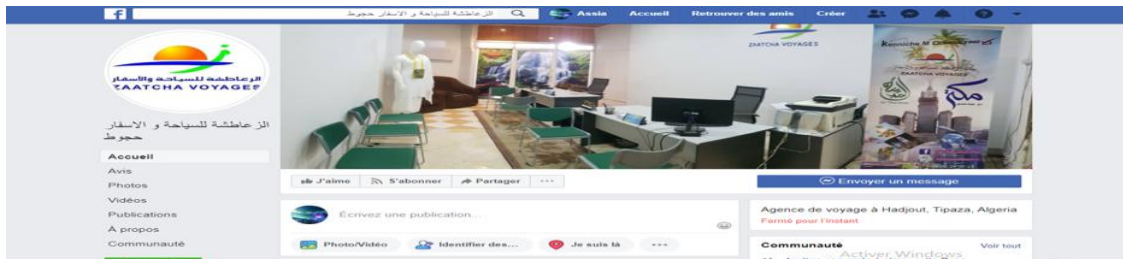 الزعاطشة للسياحة و الاسفار حجوط
Assia
Accueil
Retrouver des amis
Créer
الزعاطشة للسياحة والأسفار
ZAATCHA VOYAGES
ZAATCHA VOYAGES
ZAATCHA VOYAGES
مكة
الزعاطشة للسياحة و الاسفار
حجوط
Accueil
Avis
Photos
Vidéos
Publications
À propos
Communauté
J'aime
S'abonner
Partager
Envoyer un message
Écrivez une publication...
Photo/Vidéo
Identifier des...
Je suis là
Agence de voyage à Hadjout, Tipaza, Algeria
Fermé pour l'instant
Communauté
Voir tout
Activer Windows